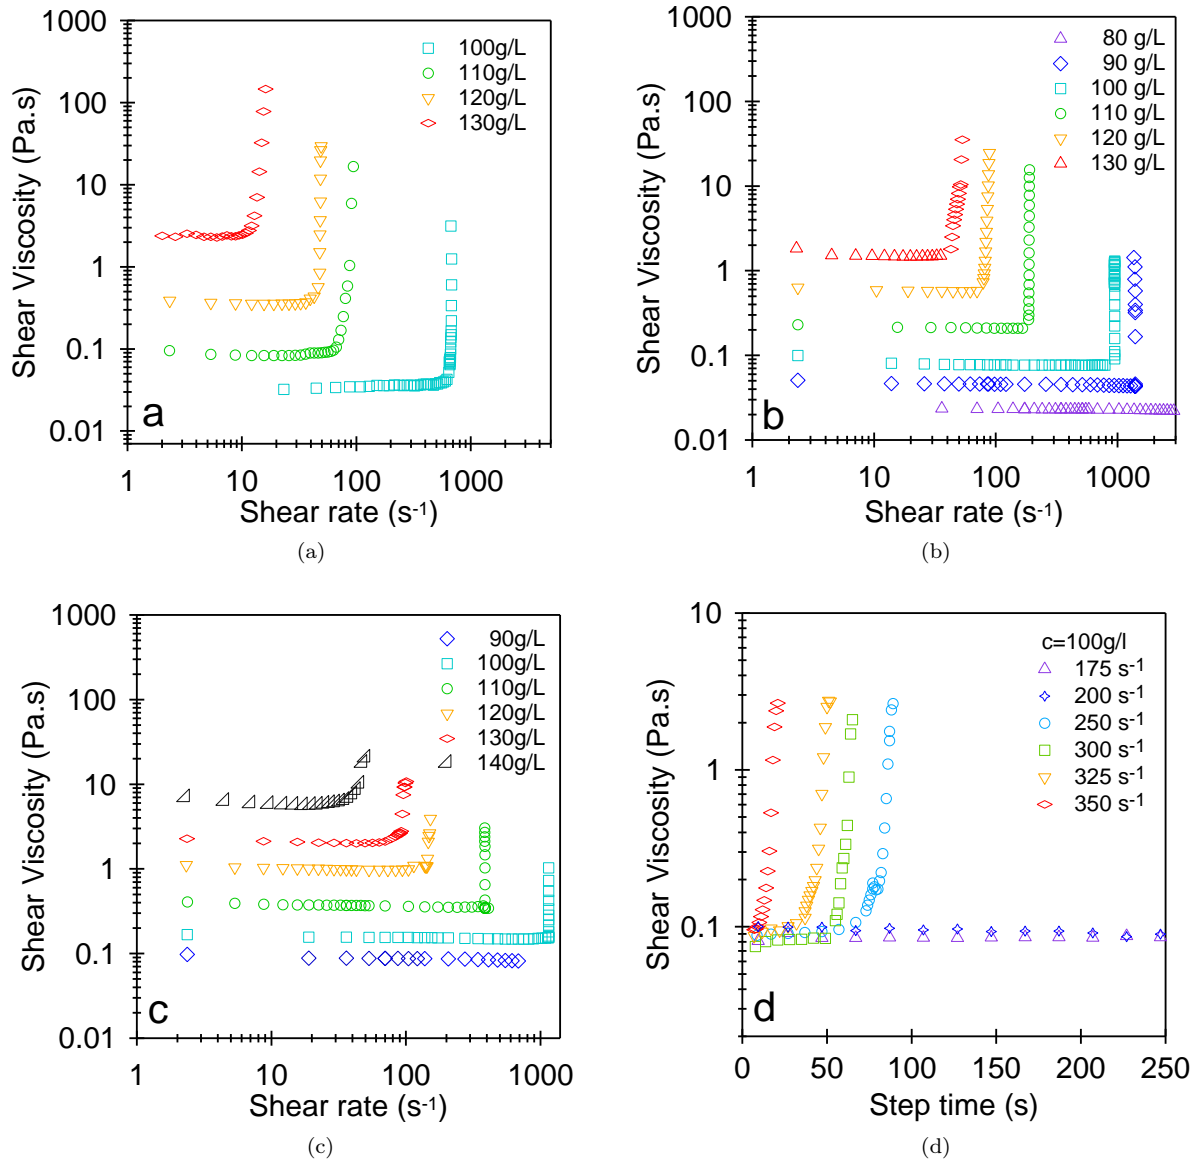 1000
100
10
1
0.1
0.01
Shear Viscosity (Pa.s)
100g/L
110g/L
120g/L
130g/L
a
1 10 100 1000
Shear rate (s-1)
(a)
1000
100
10
1
0.1
0.01
Shear Viscosity (Pa.s)
80 g/L
90 g/L
100 g/L
110 g/L
120 g/L
130 g/L
b
1 10 100 1000
Shear rate (s-1)
(b)
1000
100
10
1
0.1
0.01
Shear Viscosity (Pa.s)
90g/L
100g/L
110g/L
120g/L
130g/L
140g/L
c
1 10 100 1000
Shear rate (s-1)
(c)
10
1
0.1
Shear Viscosity (Pa.s)
c=100g/l
175 s-1
200 s-1
250 s-1
300 s-1
325 s-1
350 s-1
d
0 50 100 150 200 250
Step time (s)
(d)